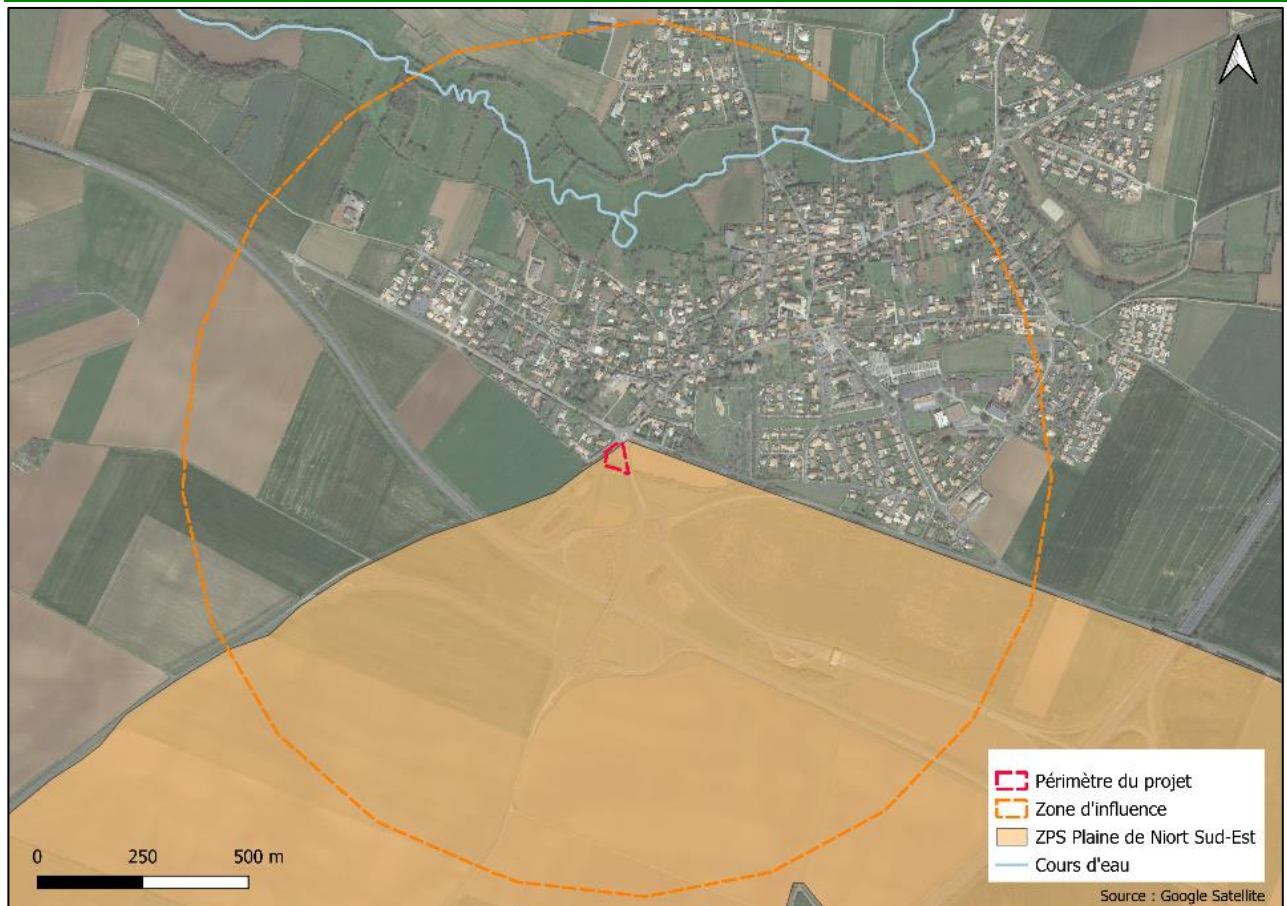 Périmètre du projet
Zone d'influence
ZPS Plaine de Niort Sud-Est
Cours d'eau
0 250 500 m
Source : Google Satellite